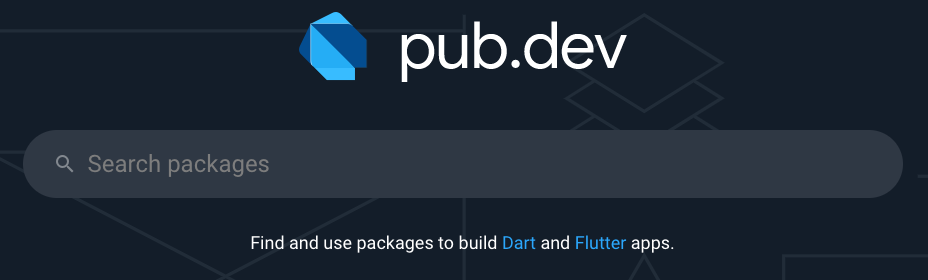 pub.dev
Search packages
Find and use packages to build Dart and Flutter apps.